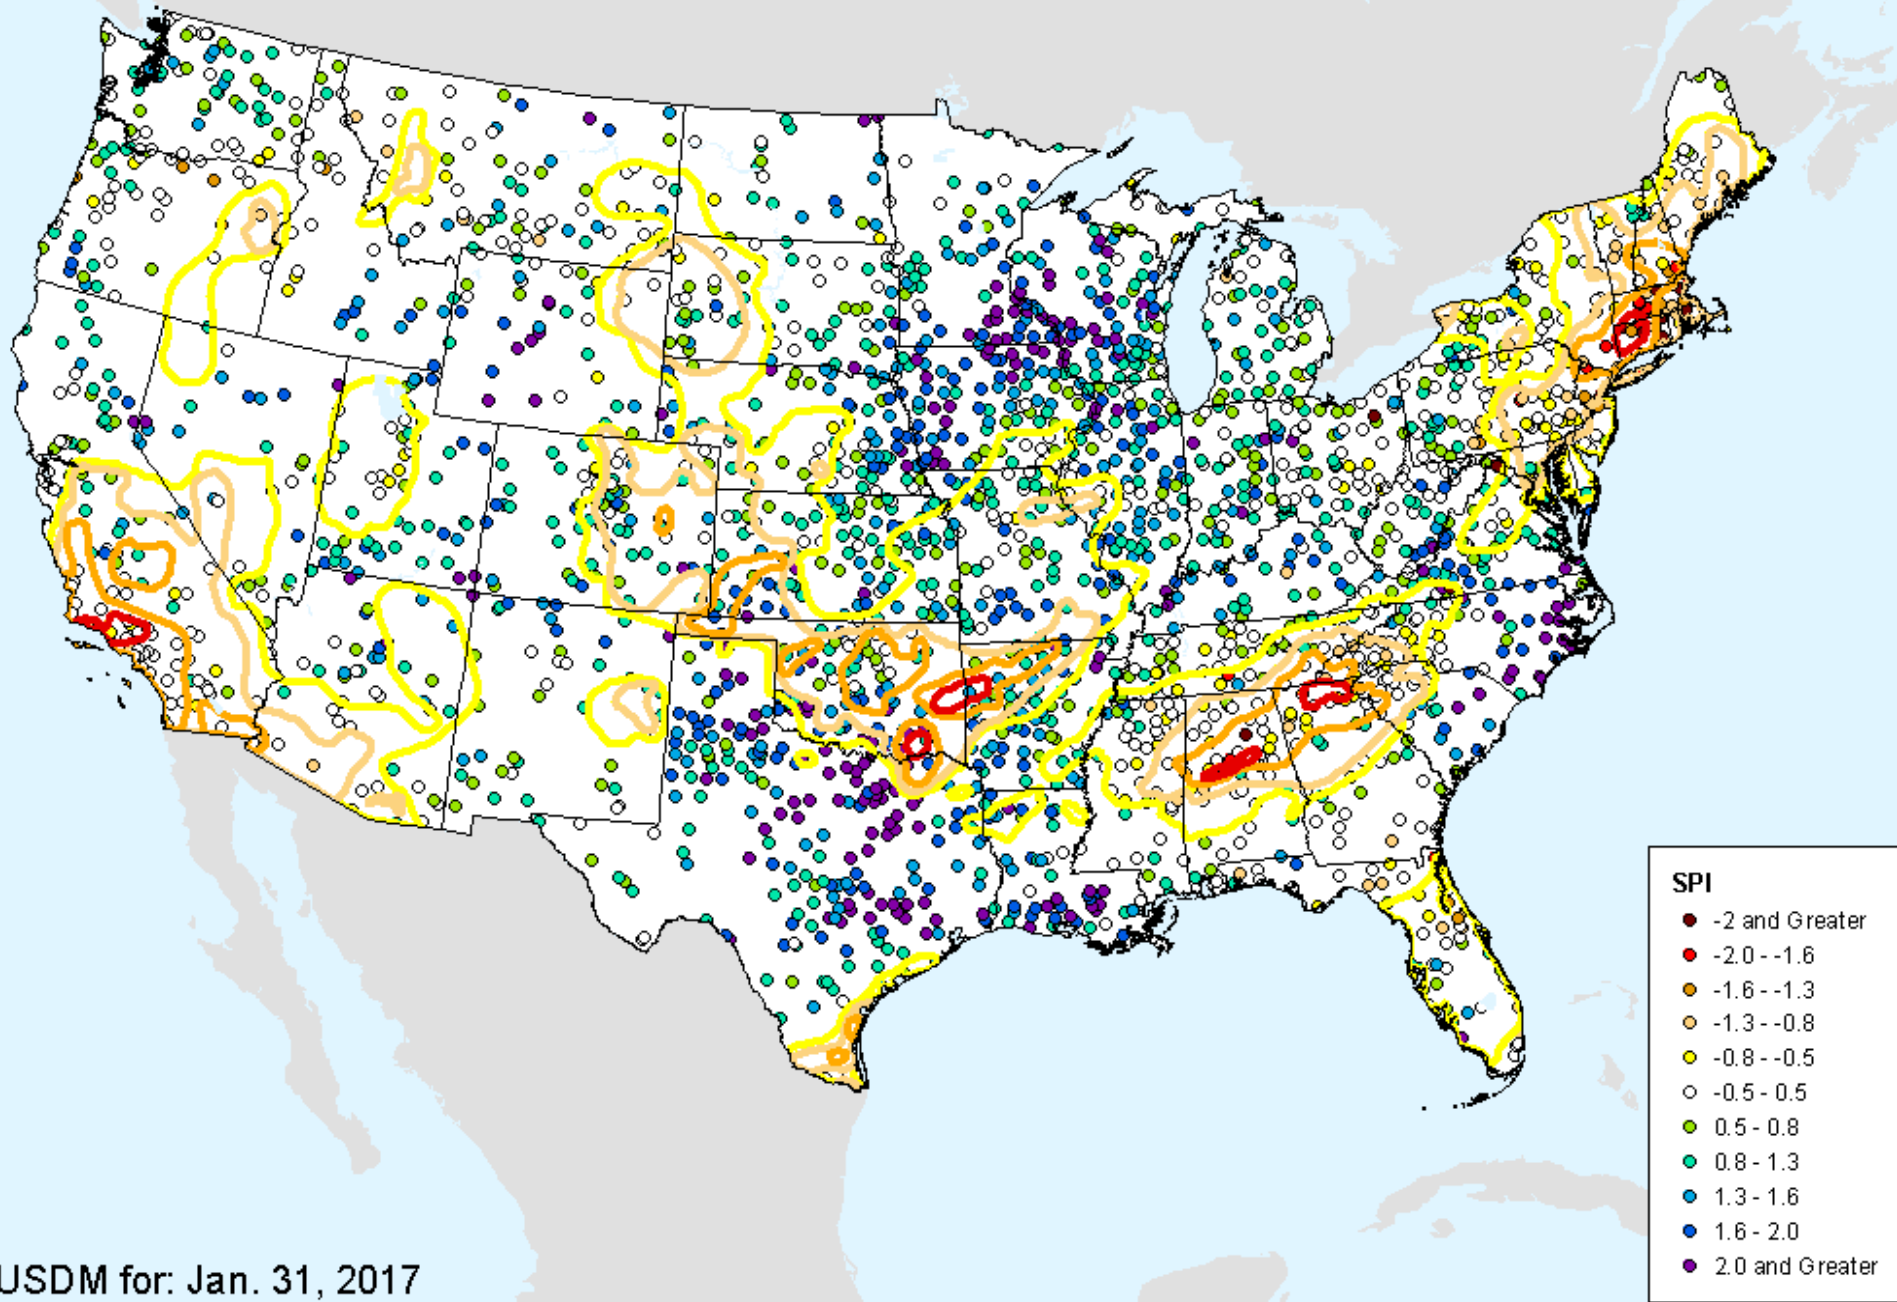 SPI
-2 and Greater
-2.0 - -1.6
-1.6 - -1.3
-1.3 - -0.8
-0.8 - -0.5
-0.5 - 0.5
0.5 - 0.8
0.8 - 1.3
1.3 - 1.6
1.6 - 2.0
2.0 and Greater
USDM for: Jan. 31, 2017